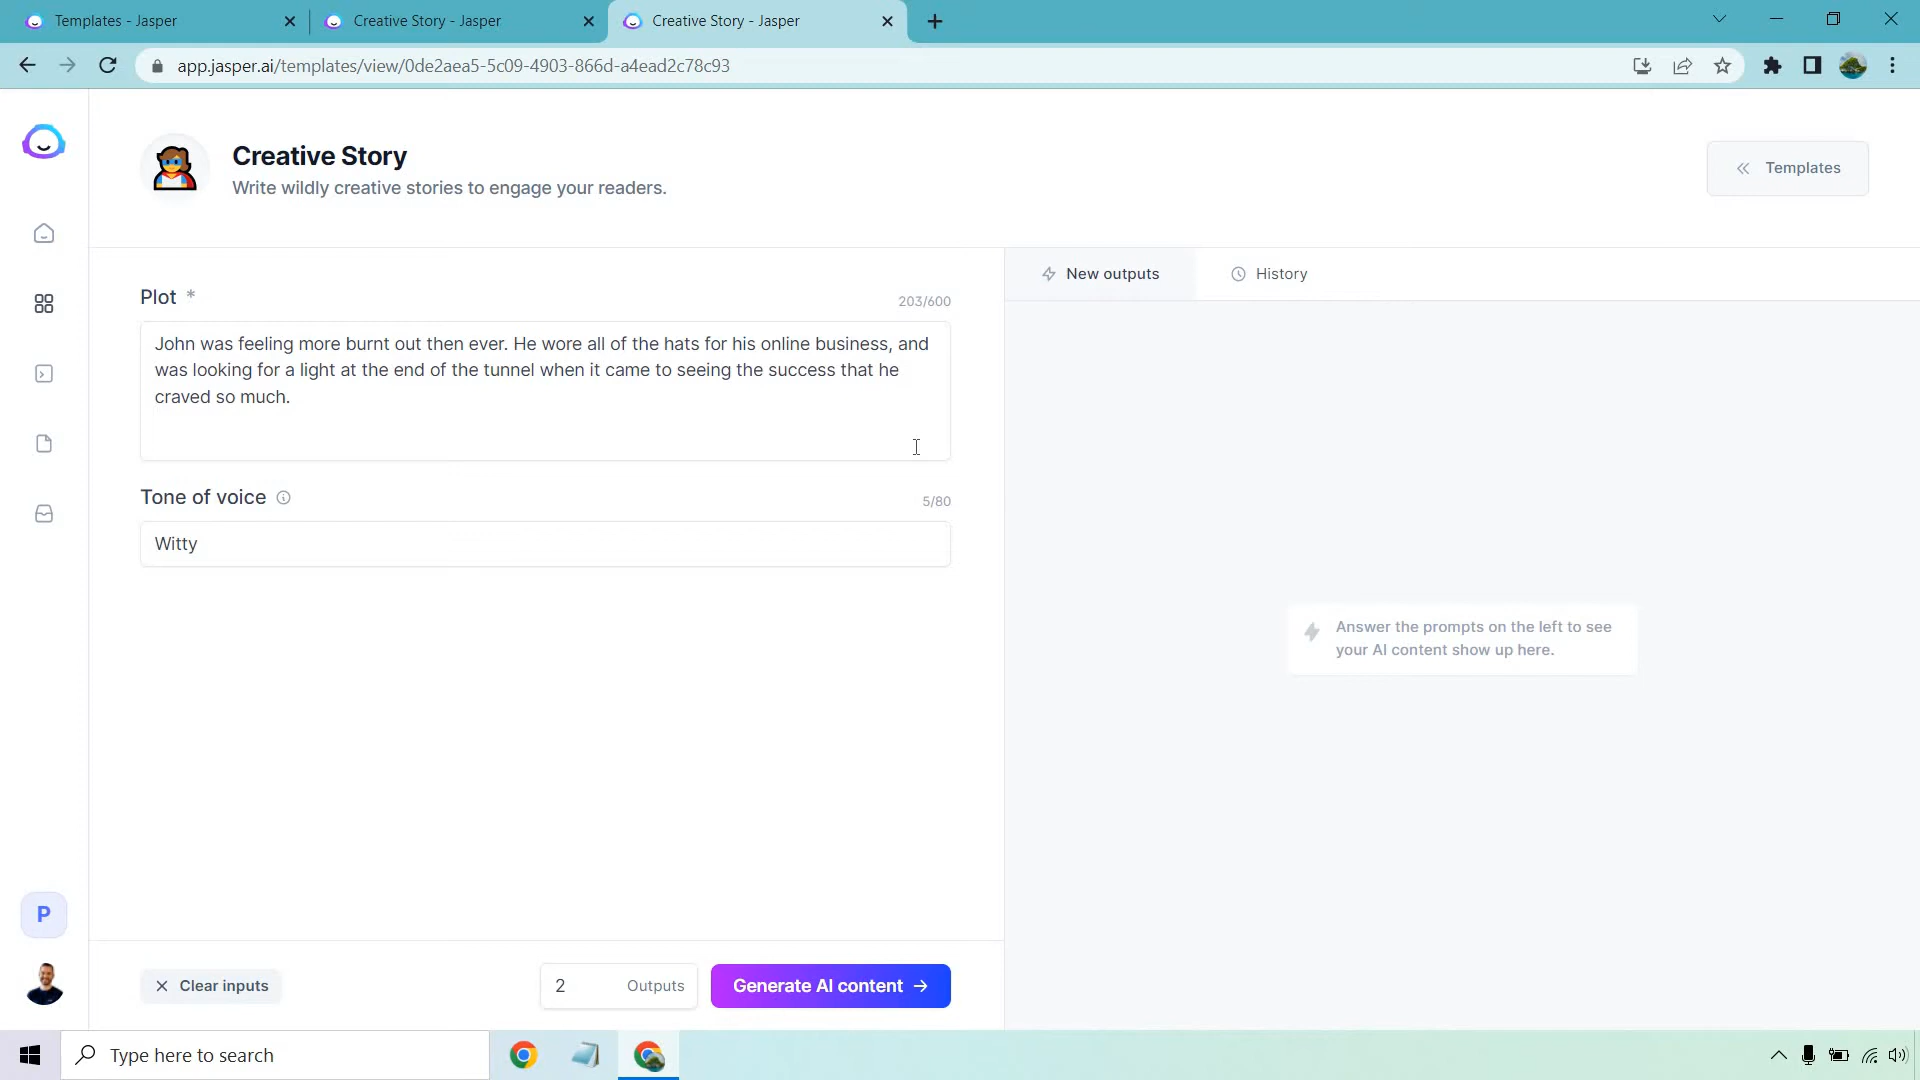 Templates - Jasper
Creative Story - Jasper
Creative Story - Jasper
app.jasper.ai/templates/view/0de2aea5-5c09-4903-866d-a4ead2c78c93
Creative Story
Write wildly creative stories to engage your readers.
Templates
New outputs
History
Plot *
203/600
John was feeling more burnt out then ever. He wore all of the hats for his online business, and
was looking for a light at the end of the tunnel when it came to seeing the success that he
craved so much.
Tone of voice
5/80
Witty
Answer the prompts on the left to see
your AI content show up here.
P
Clear inputs
2 Outputs
Generate AI content
Type here to search